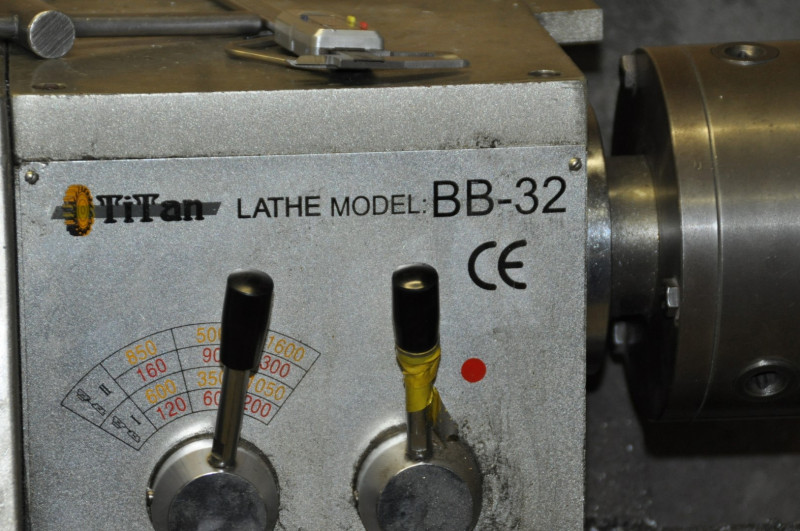 TiTan LATHE MODEL: BB-32
CE
850 500 1600
II 160 90 300
600 350 1050
I 120 60 200